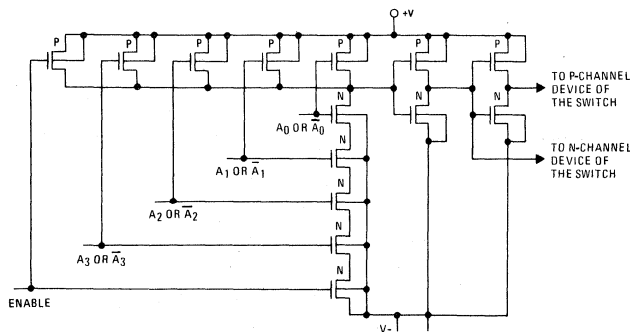 +V
P P P P P P P
TO P-CHANNEL
DEVICE OF
THE SWITCH
N N N
A0 OR A̅0
N
TO N-CHANNEL
DEVICE OF
THE SWITCH
A1 OR A̅1
N
A2 OR A̅2
N
A3 OR A̅3
N
ENABLE
V-